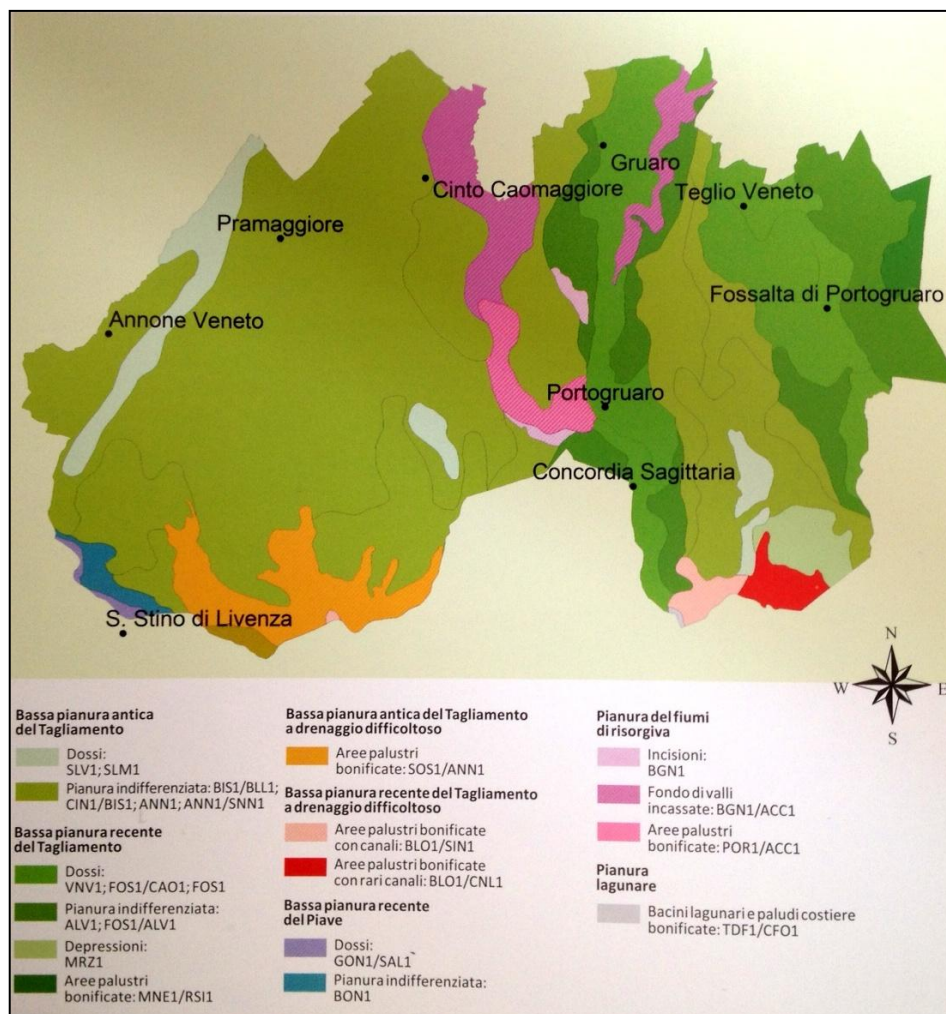 Gruaro
Cinto Caomaggiore
Teglio Veneto
Pramaggiore
Fossalta di Portogruaro
Annone Veneto
Portogruaro
Concordia Sagittaria
S. Stino di Livenza
N
W
E
S
Bassa pianura antica
del Tagliamento
Dossi:
SLV1; SLM1
Pianura indifferenziata: BIS1/BLL1;
CIN1/BIS1; ANN1; ANN1/SNN1
Bassa pianura recente
del Tagliamento
Dossi:
VNV1; FOS1/CAO1; FOS1
Pianura indifferenziata:
ALV1; FOS1/ALV1
Depressioni:
MRZ1
Aree palustri
bonificate: MNE1/RSI1
Bassa pianura antica del Tagliamento
a drenaggio difficoltoso
Aree palustri
bonificate: SOS1/ANN1
Bassa pianura recente del Tagliamento
a drenaggio difficoltoso
Aree palustri bonificate
con canali: BLO1/SIN1
Aree palustri bonificate
con rari canali: BLO1/CNL1
Bassa pianura recente
del Piave
Dossi:
GON1/SAL1
Pianura indifferenziata:
BON1
Pianura del fiumi
di risorgiva
Incisioni:
BGN1
Fondo di valli
incassate: BGN1/ACC1
Aree palustri
bonificate: POR1/ACC1
Pianura
lagunare
Bacini lagunari e paludi costiere
bonificate: TDF1/CFO1